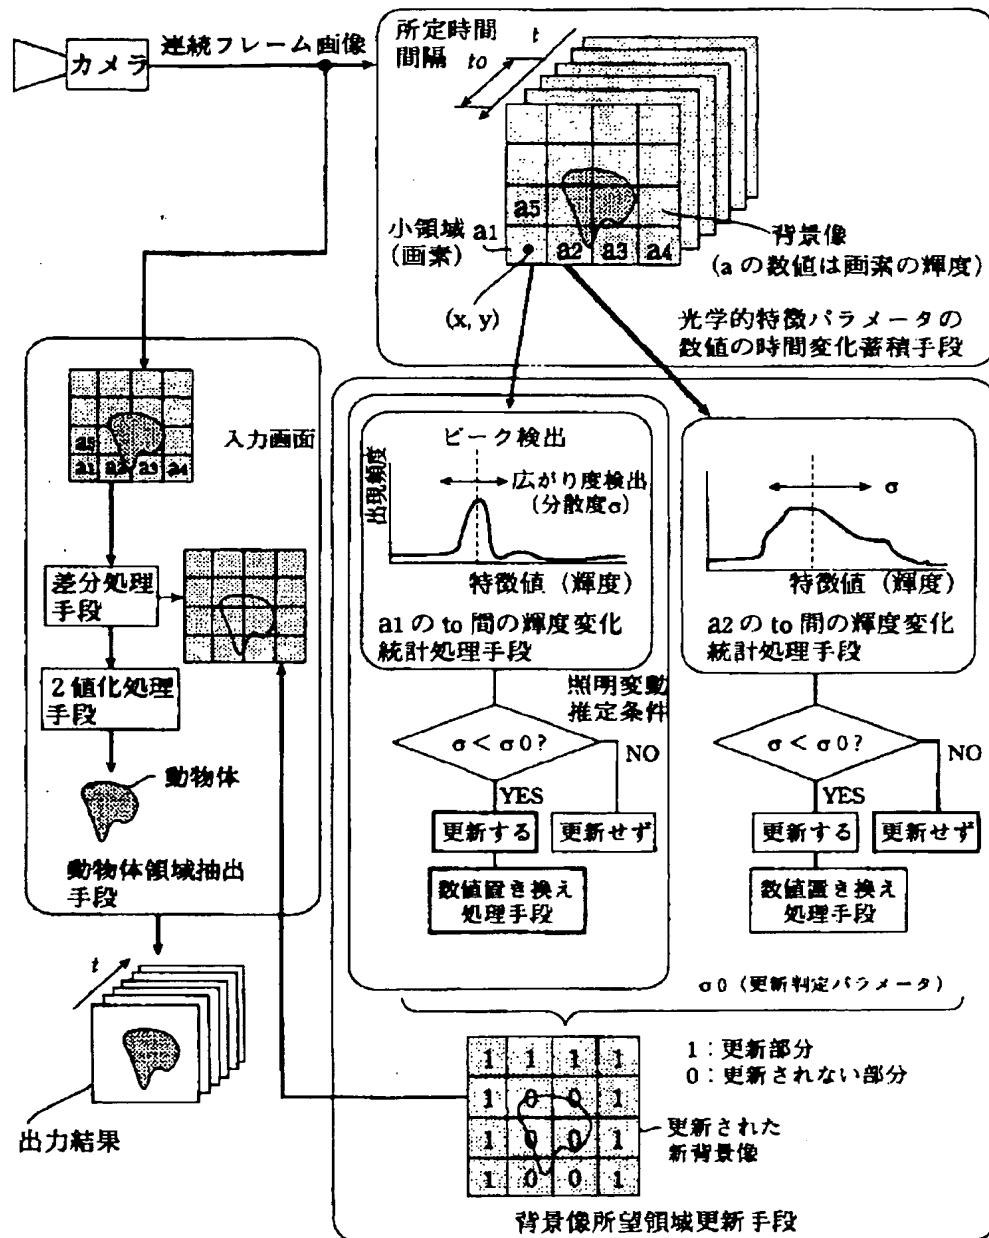 カメラ
連続フレーム画像
所定時間
間隔
to
t
a5
小領域
(画素)
a1
a2
a3
a4
背景像
(aの数値は画素の輝度)
(x, y)
光学的特徴パラメータの
数値の時間変化蓄積手段
入力画面
a5
a1
a2
a3
a4
差分処理
手段
2値化処理
手段
動物体
動物体領域抽出
手段
t
出力結果
ピーク検出
出現頻度
広がり度検出
(分散度σ)
特徴値(輝度)
a1のto間の輝度変化
統計処理手段
σ
特徴値(輝度)
a2のto間の輝度変化
統計処理手段
照明変動
推定条件
σ<σ0?
NO
YES
更新する
更新せず
数値置き換え
処理手段
σ<σ0?
NO
YES
更新する
更新せず
数値置き換え
処理手段
σ0(更新判定パラメータ)
1 1 1 1
1 0 0 1
1 0 0 1
1 0 0 1
1:更新部分
0:更新されない部分
更新された
新背景像
背景像所望領域更新手段